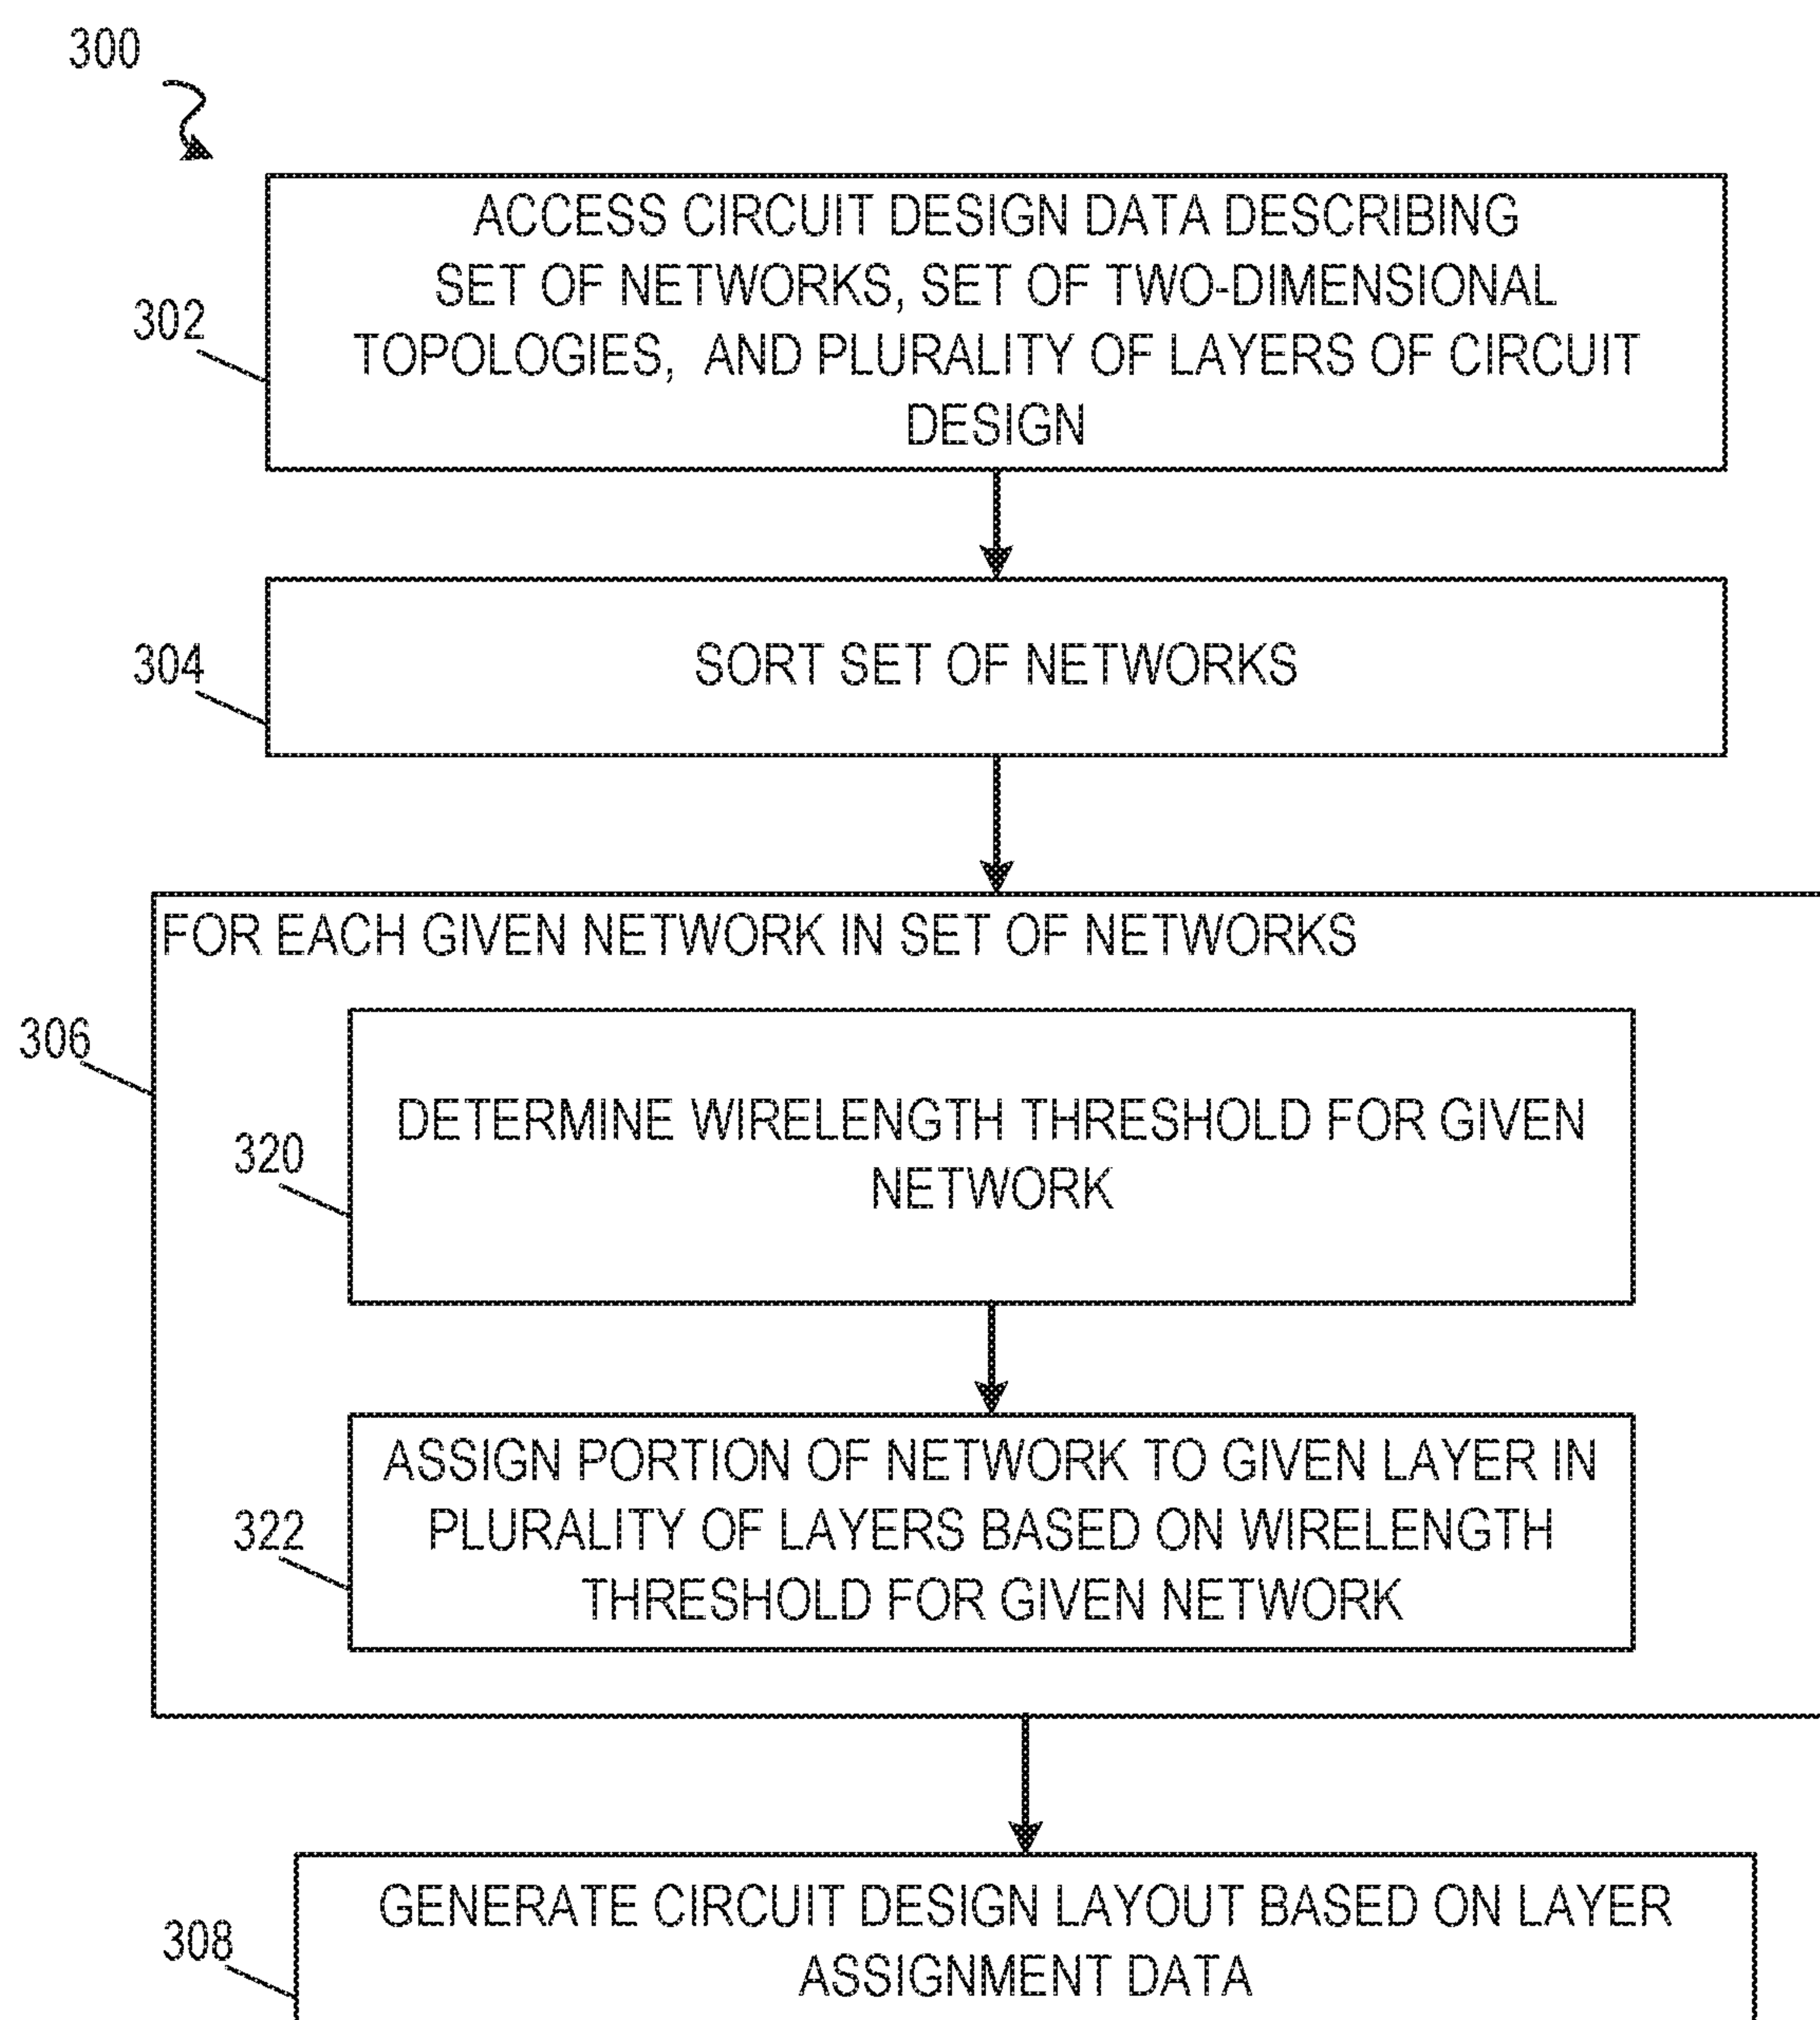 300
ACCESS CIRCUIT DESIGN DATA DESCRIBING
SET OF NETWORKS, SET OF TWO-DIMENSIONAL
TOPOLOGIES, AND PLURALITY OF LAYERS OF CIRCUIT
DESIGN
302
SORT SET OF NETWORKS
304
FOR EACH GIVEN NETWORK IN SET OF NETWORKS
306
DETERMINE WIRELENGTH THRESHOLD FOR GIVEN
NETWORK
320
ASSIGN PORTION OF NETWORK TO GIVEN LAYER IN
PLURALITY OF LAYERS BASED ON WIRELENGTH
THRESHOLD FOR GIVEN NETWORK
322
GENERATE CIRCUIT DESIGN LAYOUT BASED ON LAYER
ASSIGNMENT DATA
308